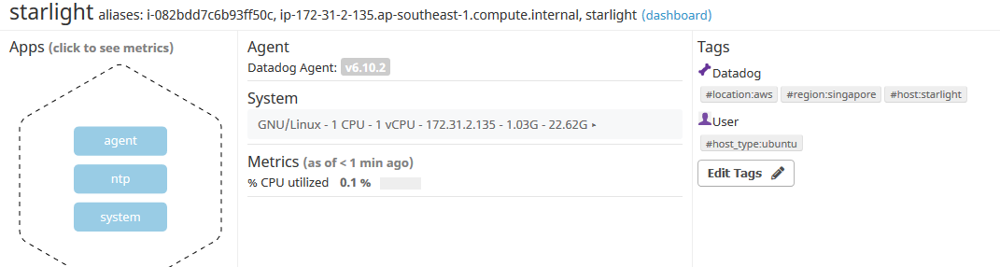 starlight aliases: i-082bdd7c6b93ff50c, ip-172-31-2-135.ap-southeast-1.compute.internal, starlight (dashboard)
Apps (click to see metrics)
agent
ntp
system
Agent
Datadog Agent: v6.10.2
System
GNU/Linux - 1 CPU - 1 vCPU - 172.31.2.135 - 1.03G - 22.62G ▸
Metrics (as of < 1 min ago)
% CPU utilized 0.1 %
Tags
Datadog
#location:aws #region:singapore #host:starlight
User
#host_type:ubuntu
Edit Tags